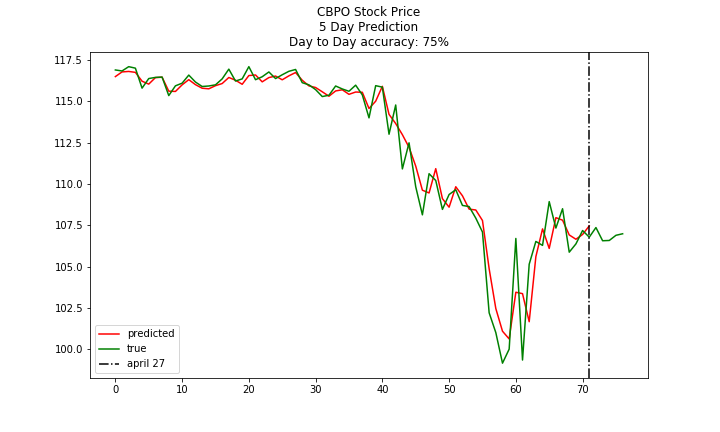 CBPO Stock Price
5 Day Prediction
Day to Day accuracy: 75%
117.5
115.0
112.5
110.0
107.5
105.0
102.5
100.0
predicted
true
april 27
0 10 20 30 40 50 60 70